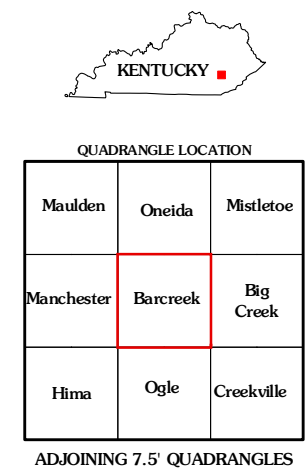 KENTUCKY
QUADRANGLE LOCATION
Maulden Oneida Mistletoe
Manchester Barcreek Big Creek
Hima Ogle Creekville
ADJOINING 7.5' QUADRANGLES